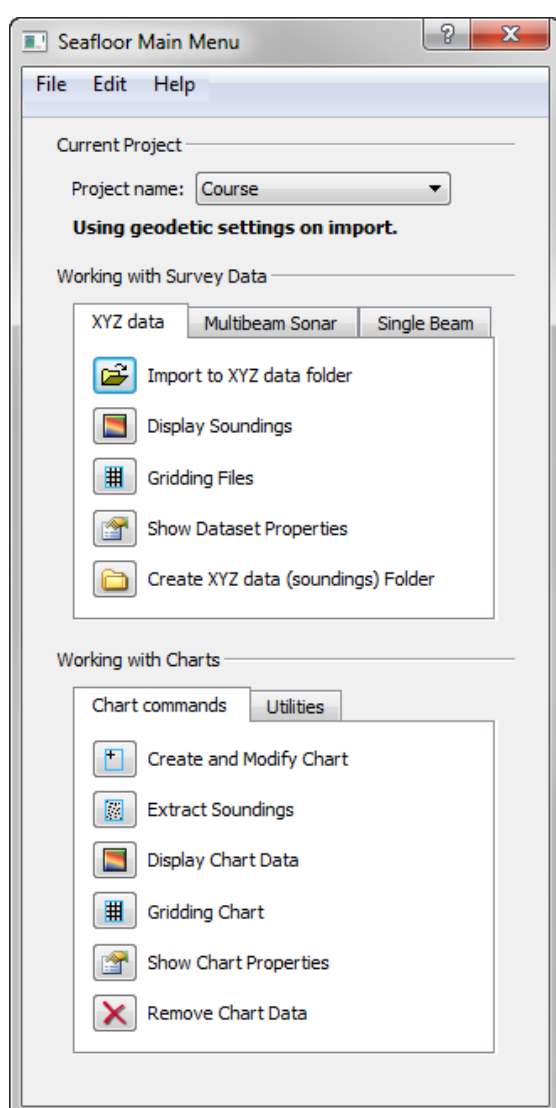 Seafloor Main Menu
File Edit Help
Current Project
Project name: Course
Using geodetic settings on import.
Working with Survey Data
XYZ data Multibeam Sonar Single Beam
Import to XYZ data folder
Display Soundings
Gridding Files
Show Dataset Properties
Create XYZ data (soundings) Folder
Working with Charts
Chart commands Utilities
Create and Modify Chart
Extract Soundings
Display Chart Data
Gridding Chart
Show Chart Properties
Remove Chart Data